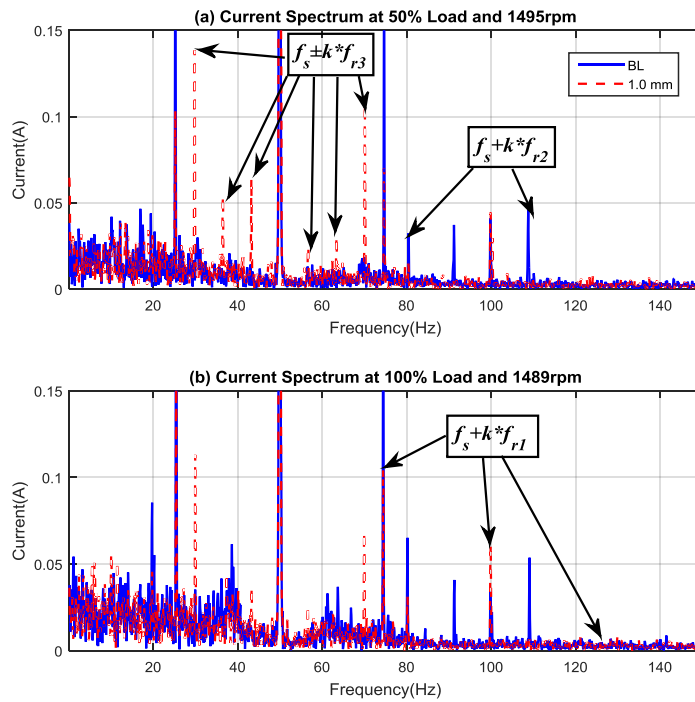 (a) Current Spectrum at 50% Load and 1495rpm
0.15
0.1
0.05
0
Current(A)
fs±k*fr3
BL
1.0 mm
fs+k*fr2
20 40 60 80 100 120 140
Frequency(Hz)
(b) Current Spectrum at 100% Load and 1489rpm
0.15
0.1
0.05
0
Current(A)
fs+k*fr1
20 40 60 80 100 120 140
Frequency(Hz)